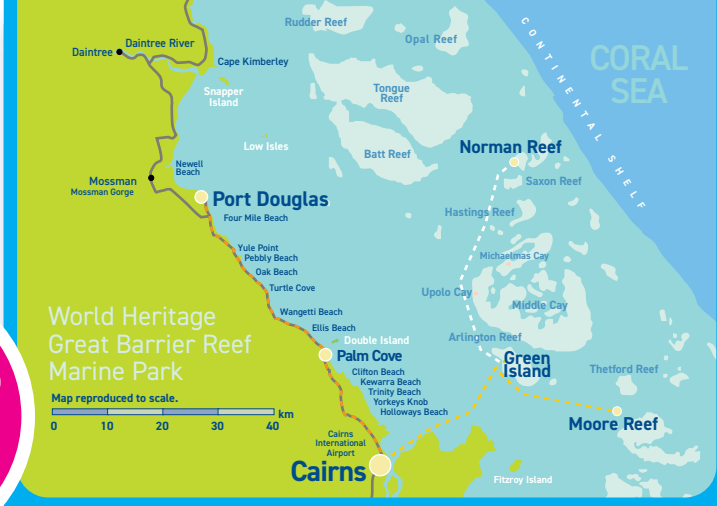 Rudder Reef
Opal Reef
CORAL
SEA
CONTINENTAL SHELF
Daintree River
Daintree
Cape Kimberley
Snapper
Island
Tongue
Reef
Low Isles
Batt Reef
Norman Reef
Newell
Beach
Mossman
Mossman Gorge
Saxon Reef
Port Douglas
Four Mile Beach
Hastings Reef
Yule Point
Pebbly Beach
Michaelmas Cay
Oak Beach
Turtle Cove
Upolo Cay
Middle Cay
Wangetti Beach
Ellis Beach
World Heritage
Great Barrier Reef
Marine Park
Double Island
Arlington Reef
Palm Cove
Green
Island
Thetford Reef
Clifton Beach
Kewarra Beach
Trinity Beach
Yorkeys Knob
Holloways Beach
Map reproduced to scale.
0 10 20 30 40 km
Moore Reef
Cairns
International
Airport
Cairns
Fitzroy Island